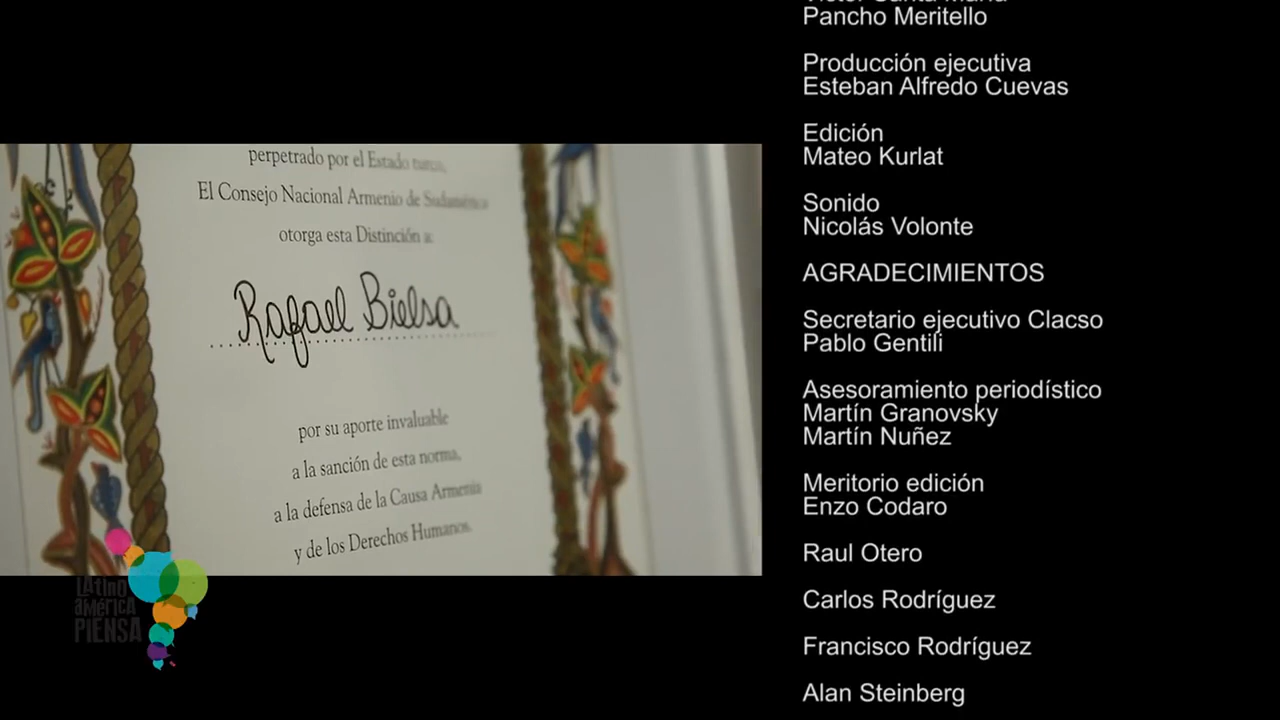 perpetrado por el Estado turco,
El Consejo Nacional Armenio de Sudamérica
otorga esta Distinción a:
Rafael Bielsa
por su aporte invaluable
a la sanción de esta norma,
a la defensa de la Causa Armenia
y de los Derechos Humanos.
Latino
américa
PIENSA
Pancho Meritello
Producción ejecutiva
Esteban Alfredo Cuevas
Edición
Mateo Kurlat
Sonido
Nicolás Volonte
AGRADECIMIENTOS
Secretario ejecutivo Clacso
Pablo Gentili
Asesoramiento periodístico
Martín Granovsky
Martín Nuñez
Meritorio edición
Enzo Codaro
Raul Otero
Carlos Rodríguez
Francisco Rodríguez
Alan Steinberg